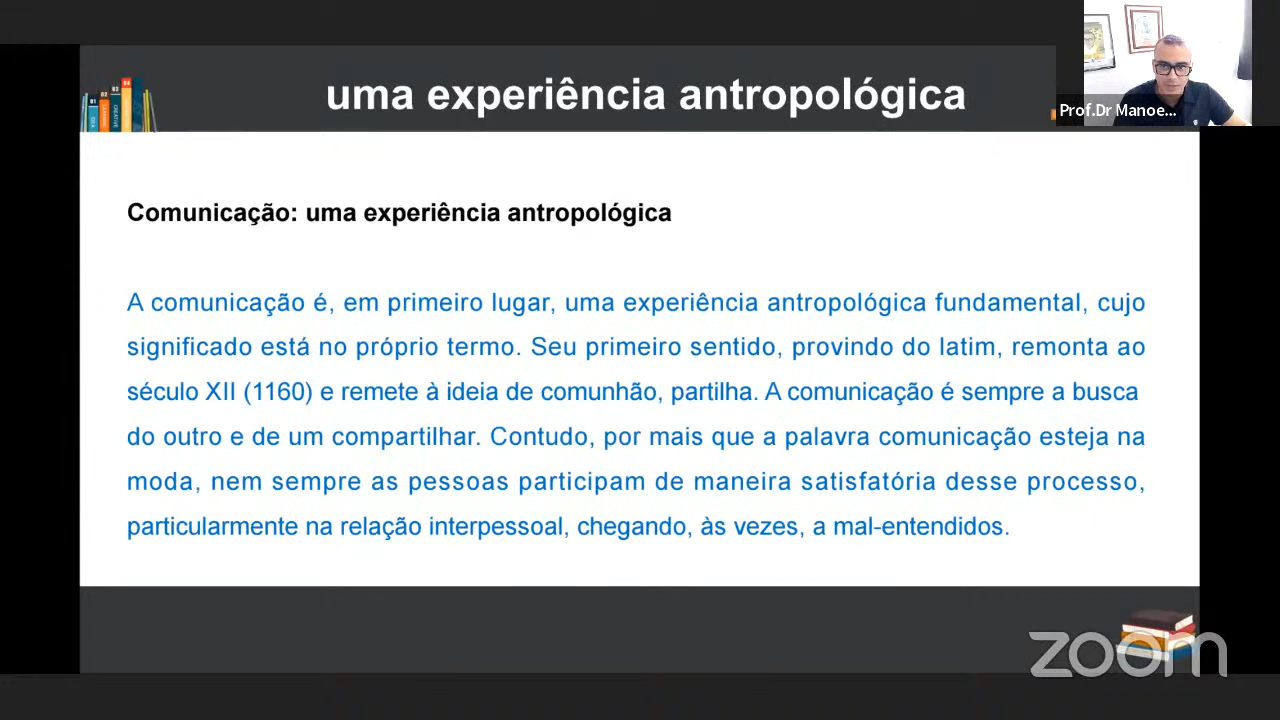 uma experiência antropológica
Prof.Dr Manoe...
Comunicação: uma experiência antropológica
A comunicação é, em primeiro lugar, uma experiência antropológica fundamental, cujo
significado está no próprio termo. Seu primeiro sentido, provindo do latim, remonta ao
século XII (1160) e remete à ideia de comunhão, partilha. A comunicação é sempre a busca
do outro e de um compartilhar. Contudo, por mais que a palavra comunicação esteja na
moda, nem sempre as pessoas participam de maneira satisfatória desse processo,
particularmente na relação interpessoal, chegando, às vezes, a mal-entendidos.
zoom